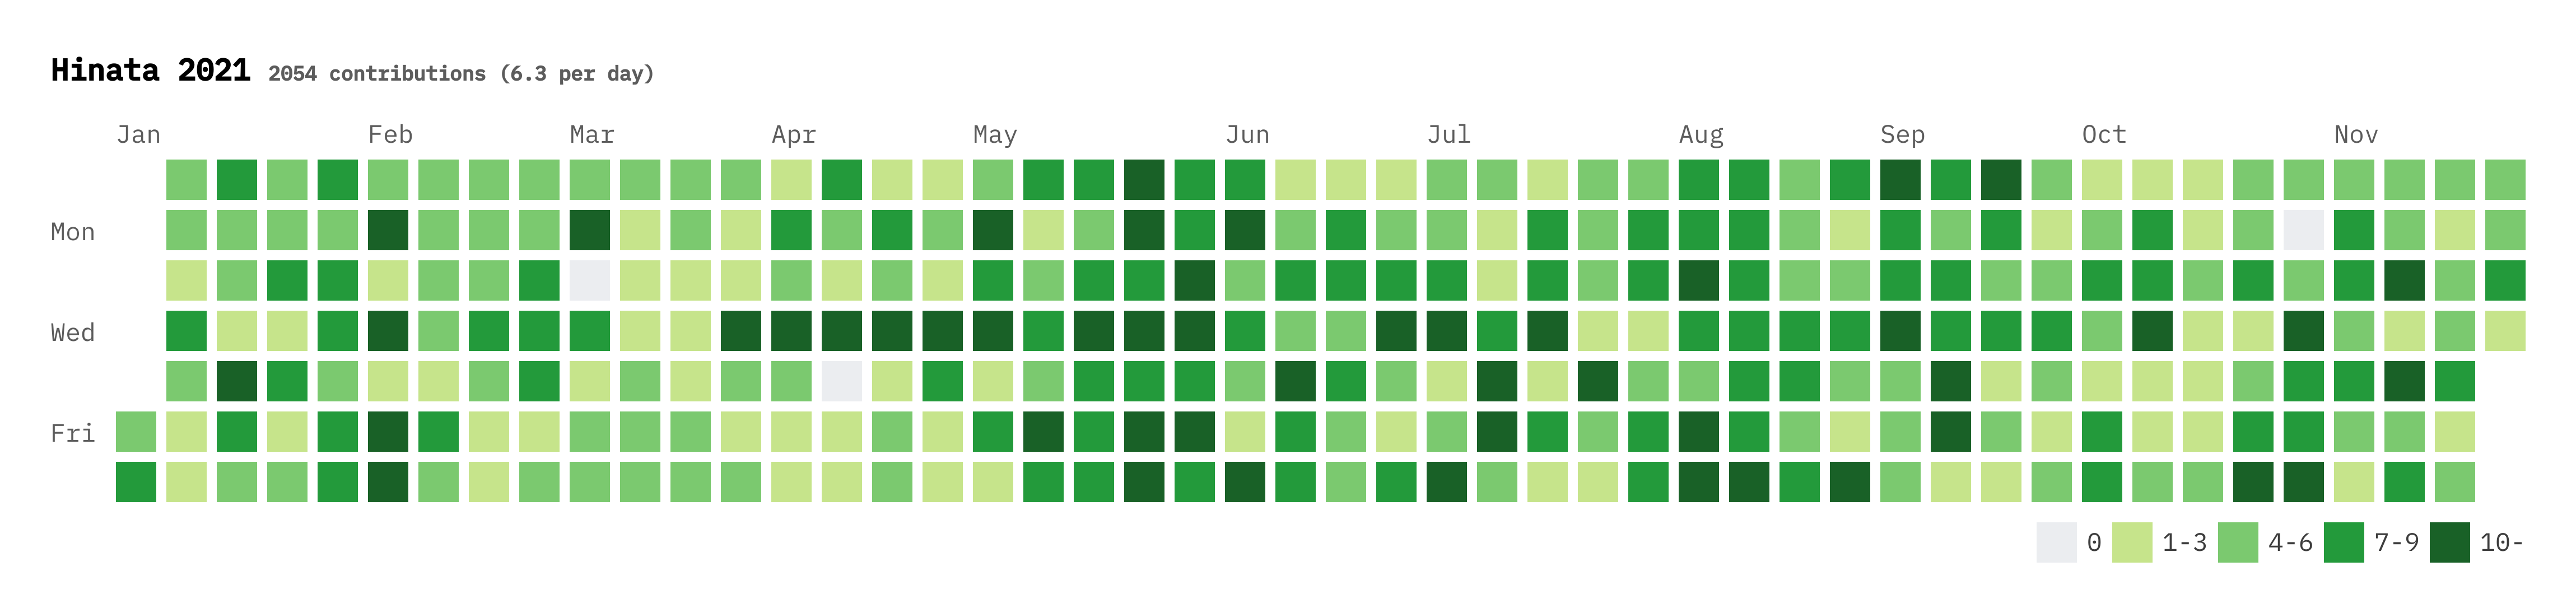 Hinata 2021 2054 contributions (6.3 per day)
Jan Feb Mar Apr May Jun Jul Aug Sep Oct Nov
Mon
Wed
Fri
0 1-3 4-6 7-9 10-